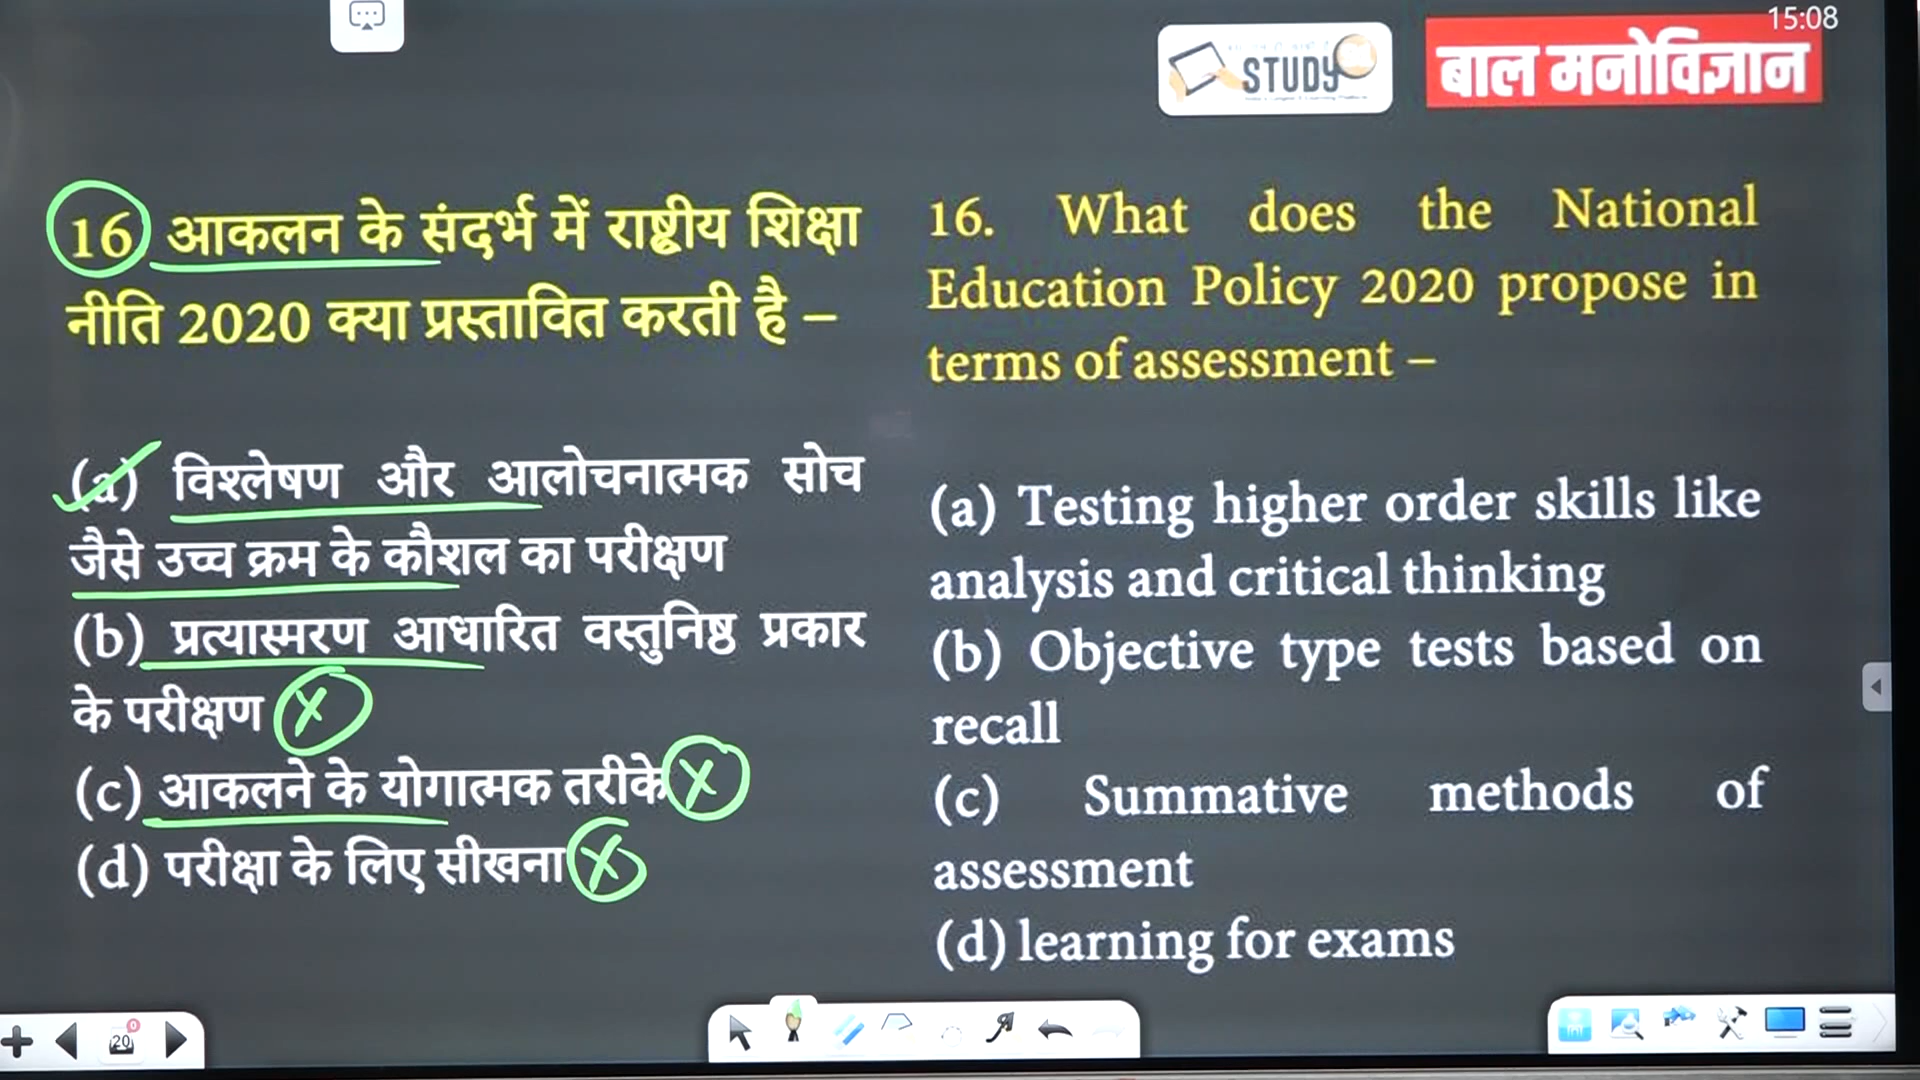 15:08
STUDY
बाल मनोविज्ञान
16 आकलन के संदर्भ में राष्ट्रीय शिक्षा
नीति 2020 क्या प्रस्तावित करती है –
(a) विश्लेषण और आलोचनात्मक सोच
जैसे उच्च क्रम के कौशल का परीक्षण
(b) प्रत्यास्मरण आधारित वस्तुनिष्ठ प्रकार
के परीक्षण
(c) आकलने के योगात्मक तरीके
(d) परीक्षा के लिए सीखना
16. What does the National
Education Policy 2020 propose in
terms of assessment –
(a) Testing higher order skills like
analysis and critical thinking
(b) Objective type tests based on
recall
(c) Summative methods of
assessment
(d) learning for exams
20
0